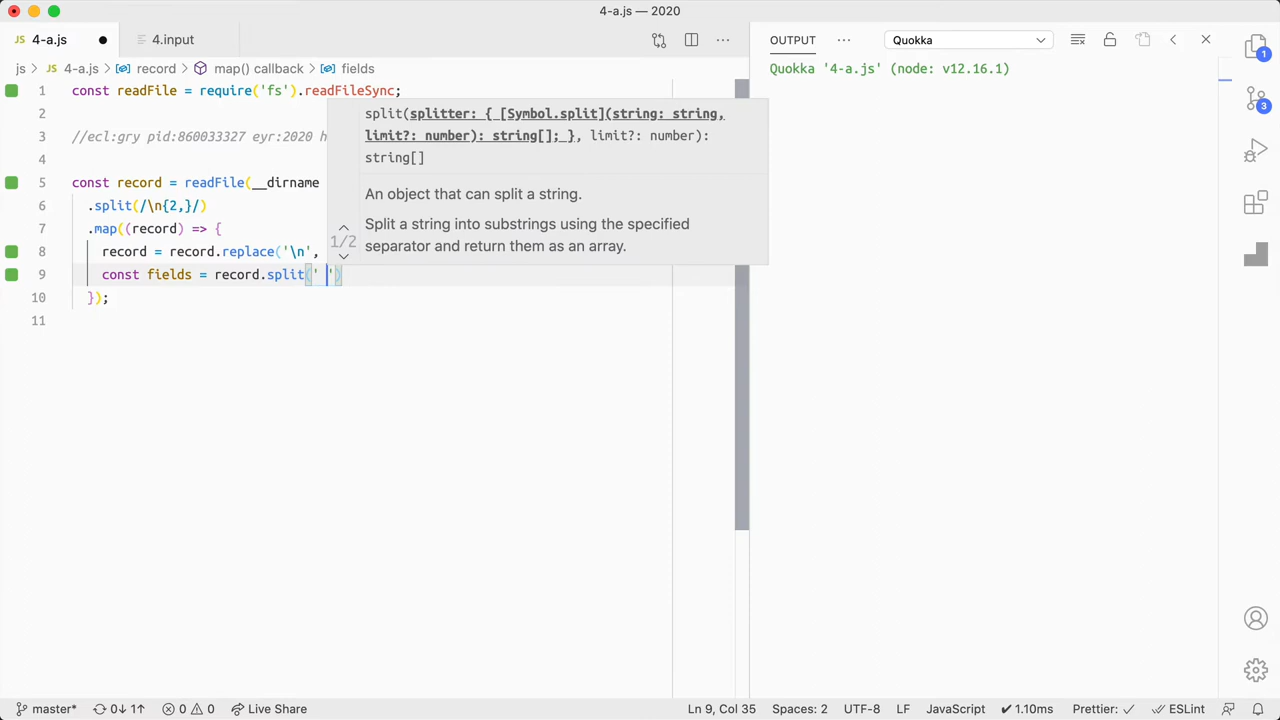 4-a.js — 2020
JS 4-a.js ● 4.input
OUTPUT ··· Quokka
js > JS 4-a.js > record > map() callback > fields
Quokka '4-a.js' (node: v12.16.1)
1 const readFile = require('fs').readFileSync;
2
3 //ecl:gry pid:860033327 eyr:2020 h
4
5 const record = readFile(__dirname
6 .split(/\n{2,}/)
7 .map((record) => {
8 record = record.replace('\n',
9 const fields = record.split(' ')
10 });
11
split(splitter: { [Symbol.split](string: string,
limit?: number): string[]; }, limit?: number):
string[]
An object that can split a string.
1/2
Split a string into substrings using the specified
separator and return them as an array.
1
3
master* 0↓ 1↑ 0 0 Live Share Ln 9, Col 35 Spaces: 2 UTF-8 LF JavaScript ✔ 1.10ms Prettier: ✓ ESLint